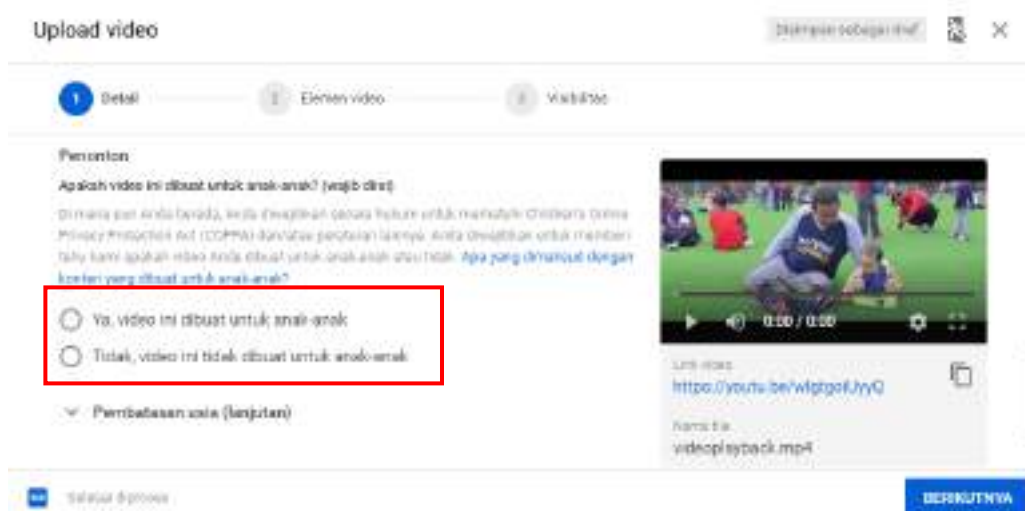 Upload video
Disimpan sebagai draf
1 Detail
2 Elemen video
3 Visibilitas
Penonton
Apakah video ini dibuat untuk anak-anak? (wajib diisi)
Di mana pun Anda berada, Anda diwajibkan secara hukum untuk mematuhi Children's Online
Privacy Protection Act (COPPA) dan/atau peraturan lainnya. Anda diwajibkan untuk memberi
tahu kami apakah video Anda dibuat untuk anak-anak atau tidak. Apa yang dimaksud dengan
konten yang dibuat untuk anak-anak?
Ya, video ini dibuat untuk anak-anak
Tidak, video ini tidak dibuat untuk anak-anak
Pembatasan usia (lanjutan)
0:00 / 0:00
Link video
Nama file
videoplayback.mp4
Selesai diproses
BERIKUTNYA